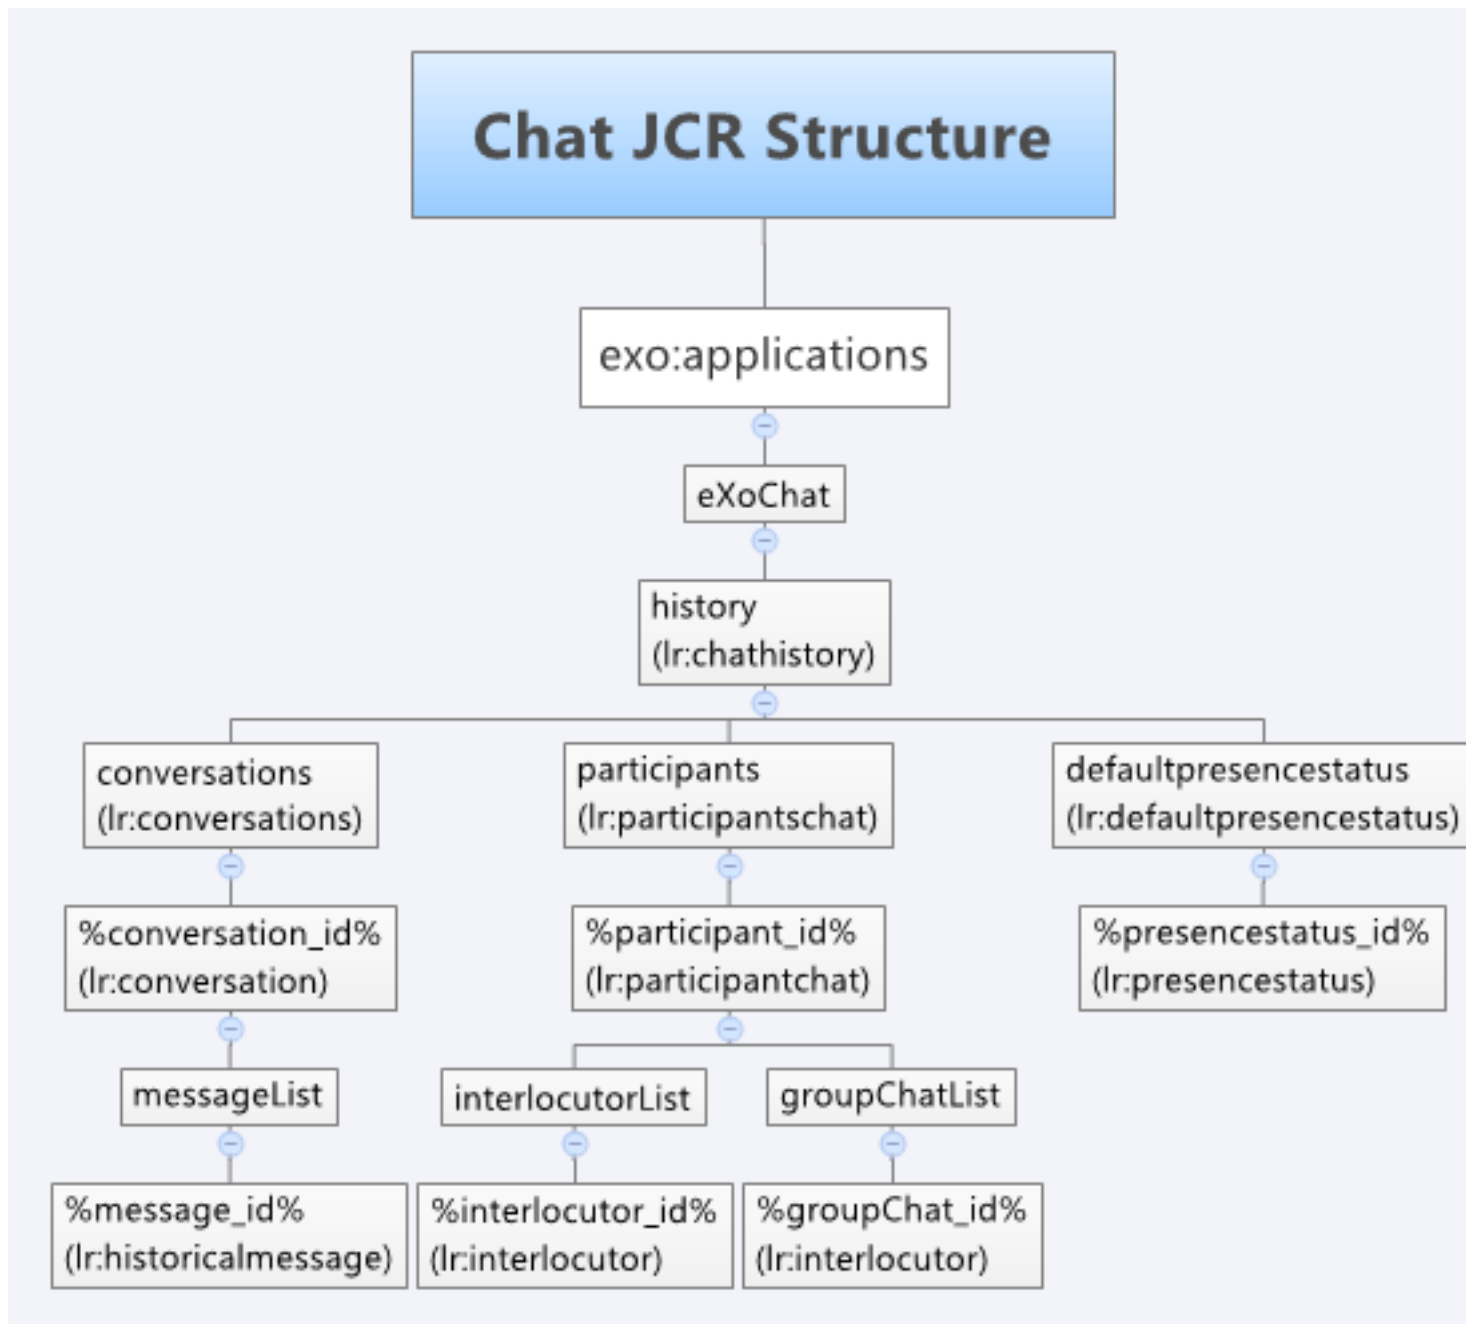 Chat JCR Structure
exo:applications
eXoChat
history
(lr:chathistory)
conversations
(lr:conversations)
participants
(lr:participantschat)
defaultpresencestatus
(lr:defaultpresencestatus)
%conversation_id%
(lr:conversation)
%participant_id%
(lr:participantchat)
%presencestatus_id%
(lr:presencestatus)
messageList
interlocutorList
groupChatList
%message_id%
(lr:historicalmessage)
%interlocutor_id%
(lr:interlocutor)
%groupChat_id%
(lr:interlocutor)